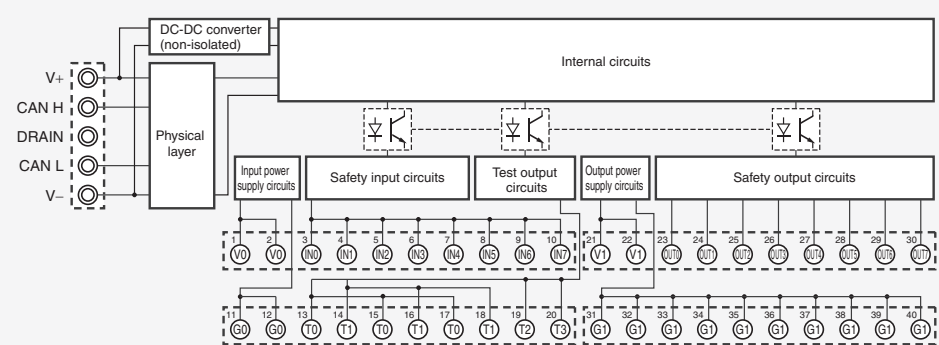 DC-DC converter
(non-isolated)
Internal circuits
V+
CAN H
DRAIN
CAN L
V–
Physical
layer
Input power
supply circuits
Safety input circuits
Test output
circuits
Output power
supply circuits
Safety output circuits
1 2 3 4 5 6 7 8 9 10
V0 V0 IN0 IN1 IN2 IN3 IN4 IN5 IN6 IN7
21 22 23 24 25 26 27 28 29 30
V1 V1 OUT0 OUT1 OUT2 OUT3 OUT4 OUT5 OUT6 OUT7
11 12 13 14 15 16 17 18 19 20
G0 G0 T0 T1 T0 T1 T0 T1 T2 T3
31 32 33 34 35 36 37 38 39 40
G1 G1 G1 G1 G1 G1 G1 G1 G1 G1